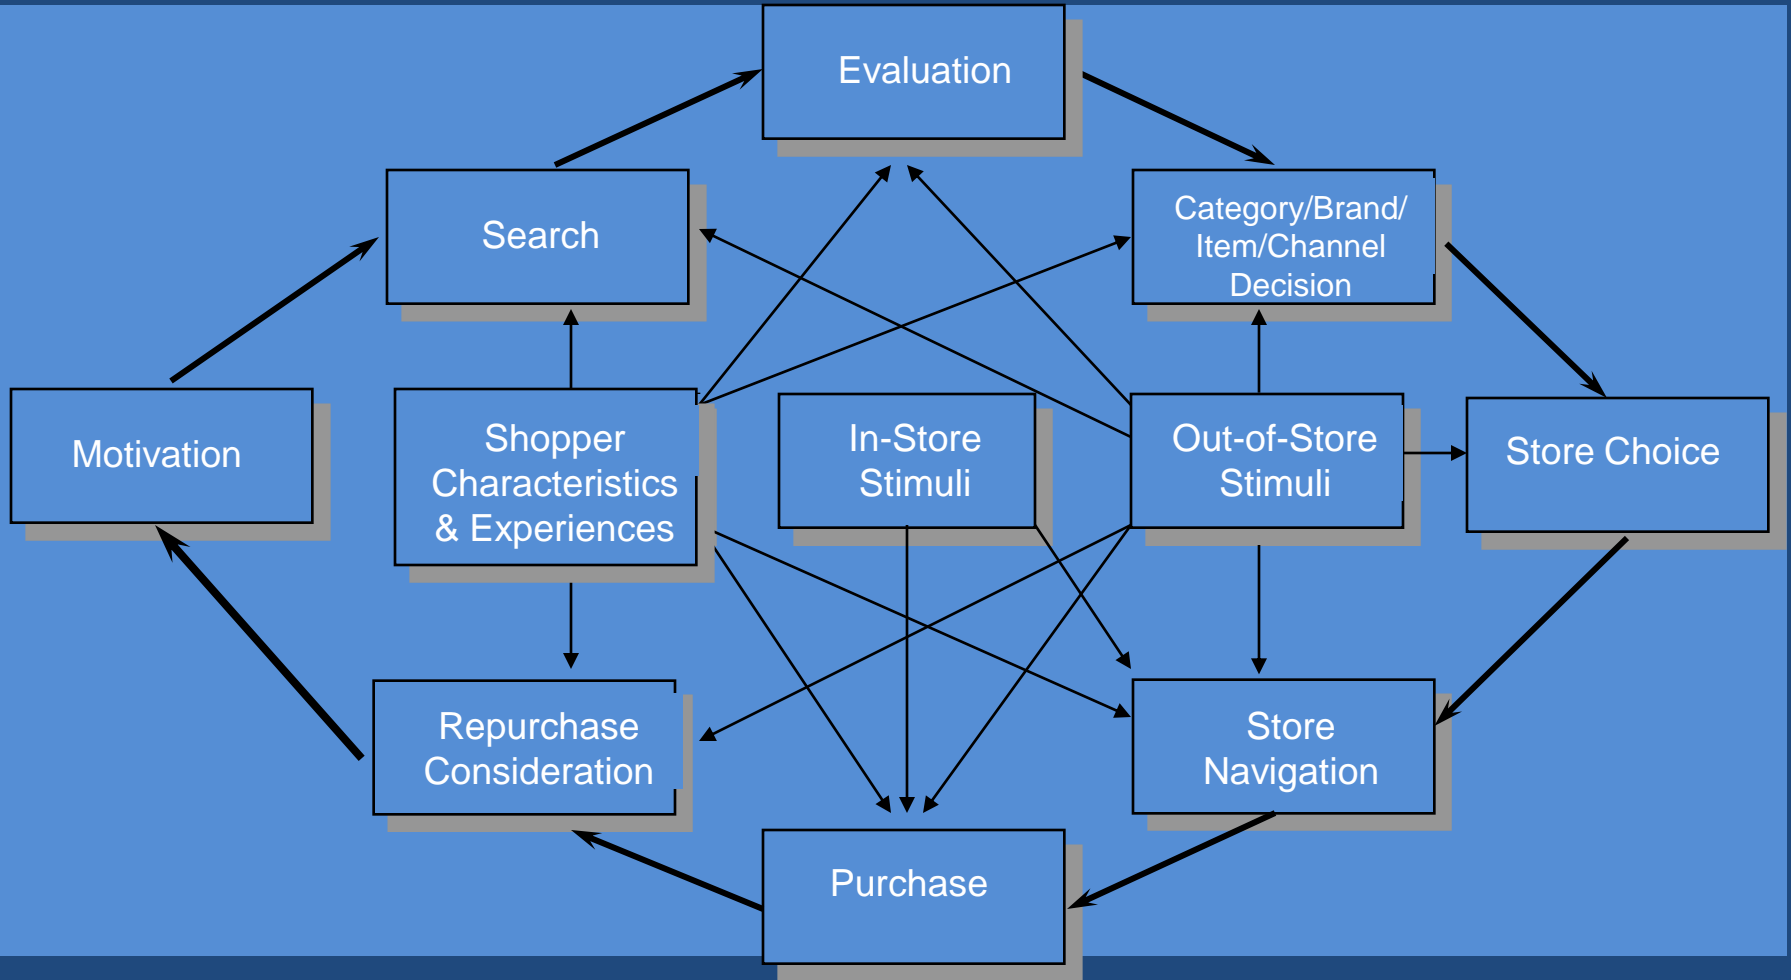 Evaluation
Search
Category/Brand/
Item/Channel
Decision
Motivation
Shopper
Characteristics
& Experiences
In-Store
Stimuli
Out-of-Store
Stimuli
Store Choice
Repurchase
Consideration
Store
Navigation
Purchase